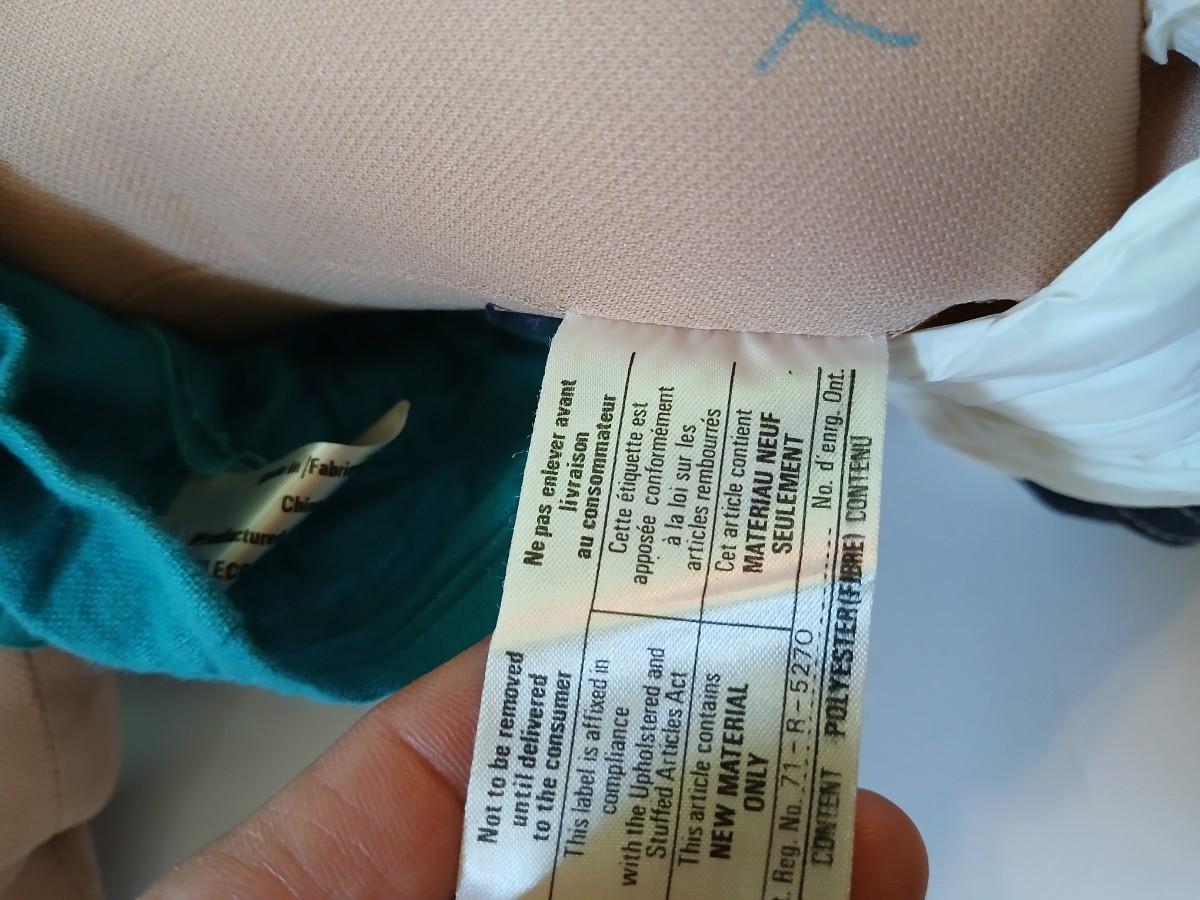 Not to be removed
until delivered
to the consumer
Ne pas enlever avant
livraison
au consommateur
This label is affixed in
compliance
with the Upholstered and
Stuffed Articles Act
Cette étiquette est
apposée conformément
à la loi sur les
articles rembourrés
This article contains
NEW MATERIAL
ONLY
Cet article contient
MATERIAU NEUF
SEULEMENT
Reg. No. 71-R-5270 No. d'enrg. Ont.
CONTENT POLYESTER(FIBRE) CONTENU